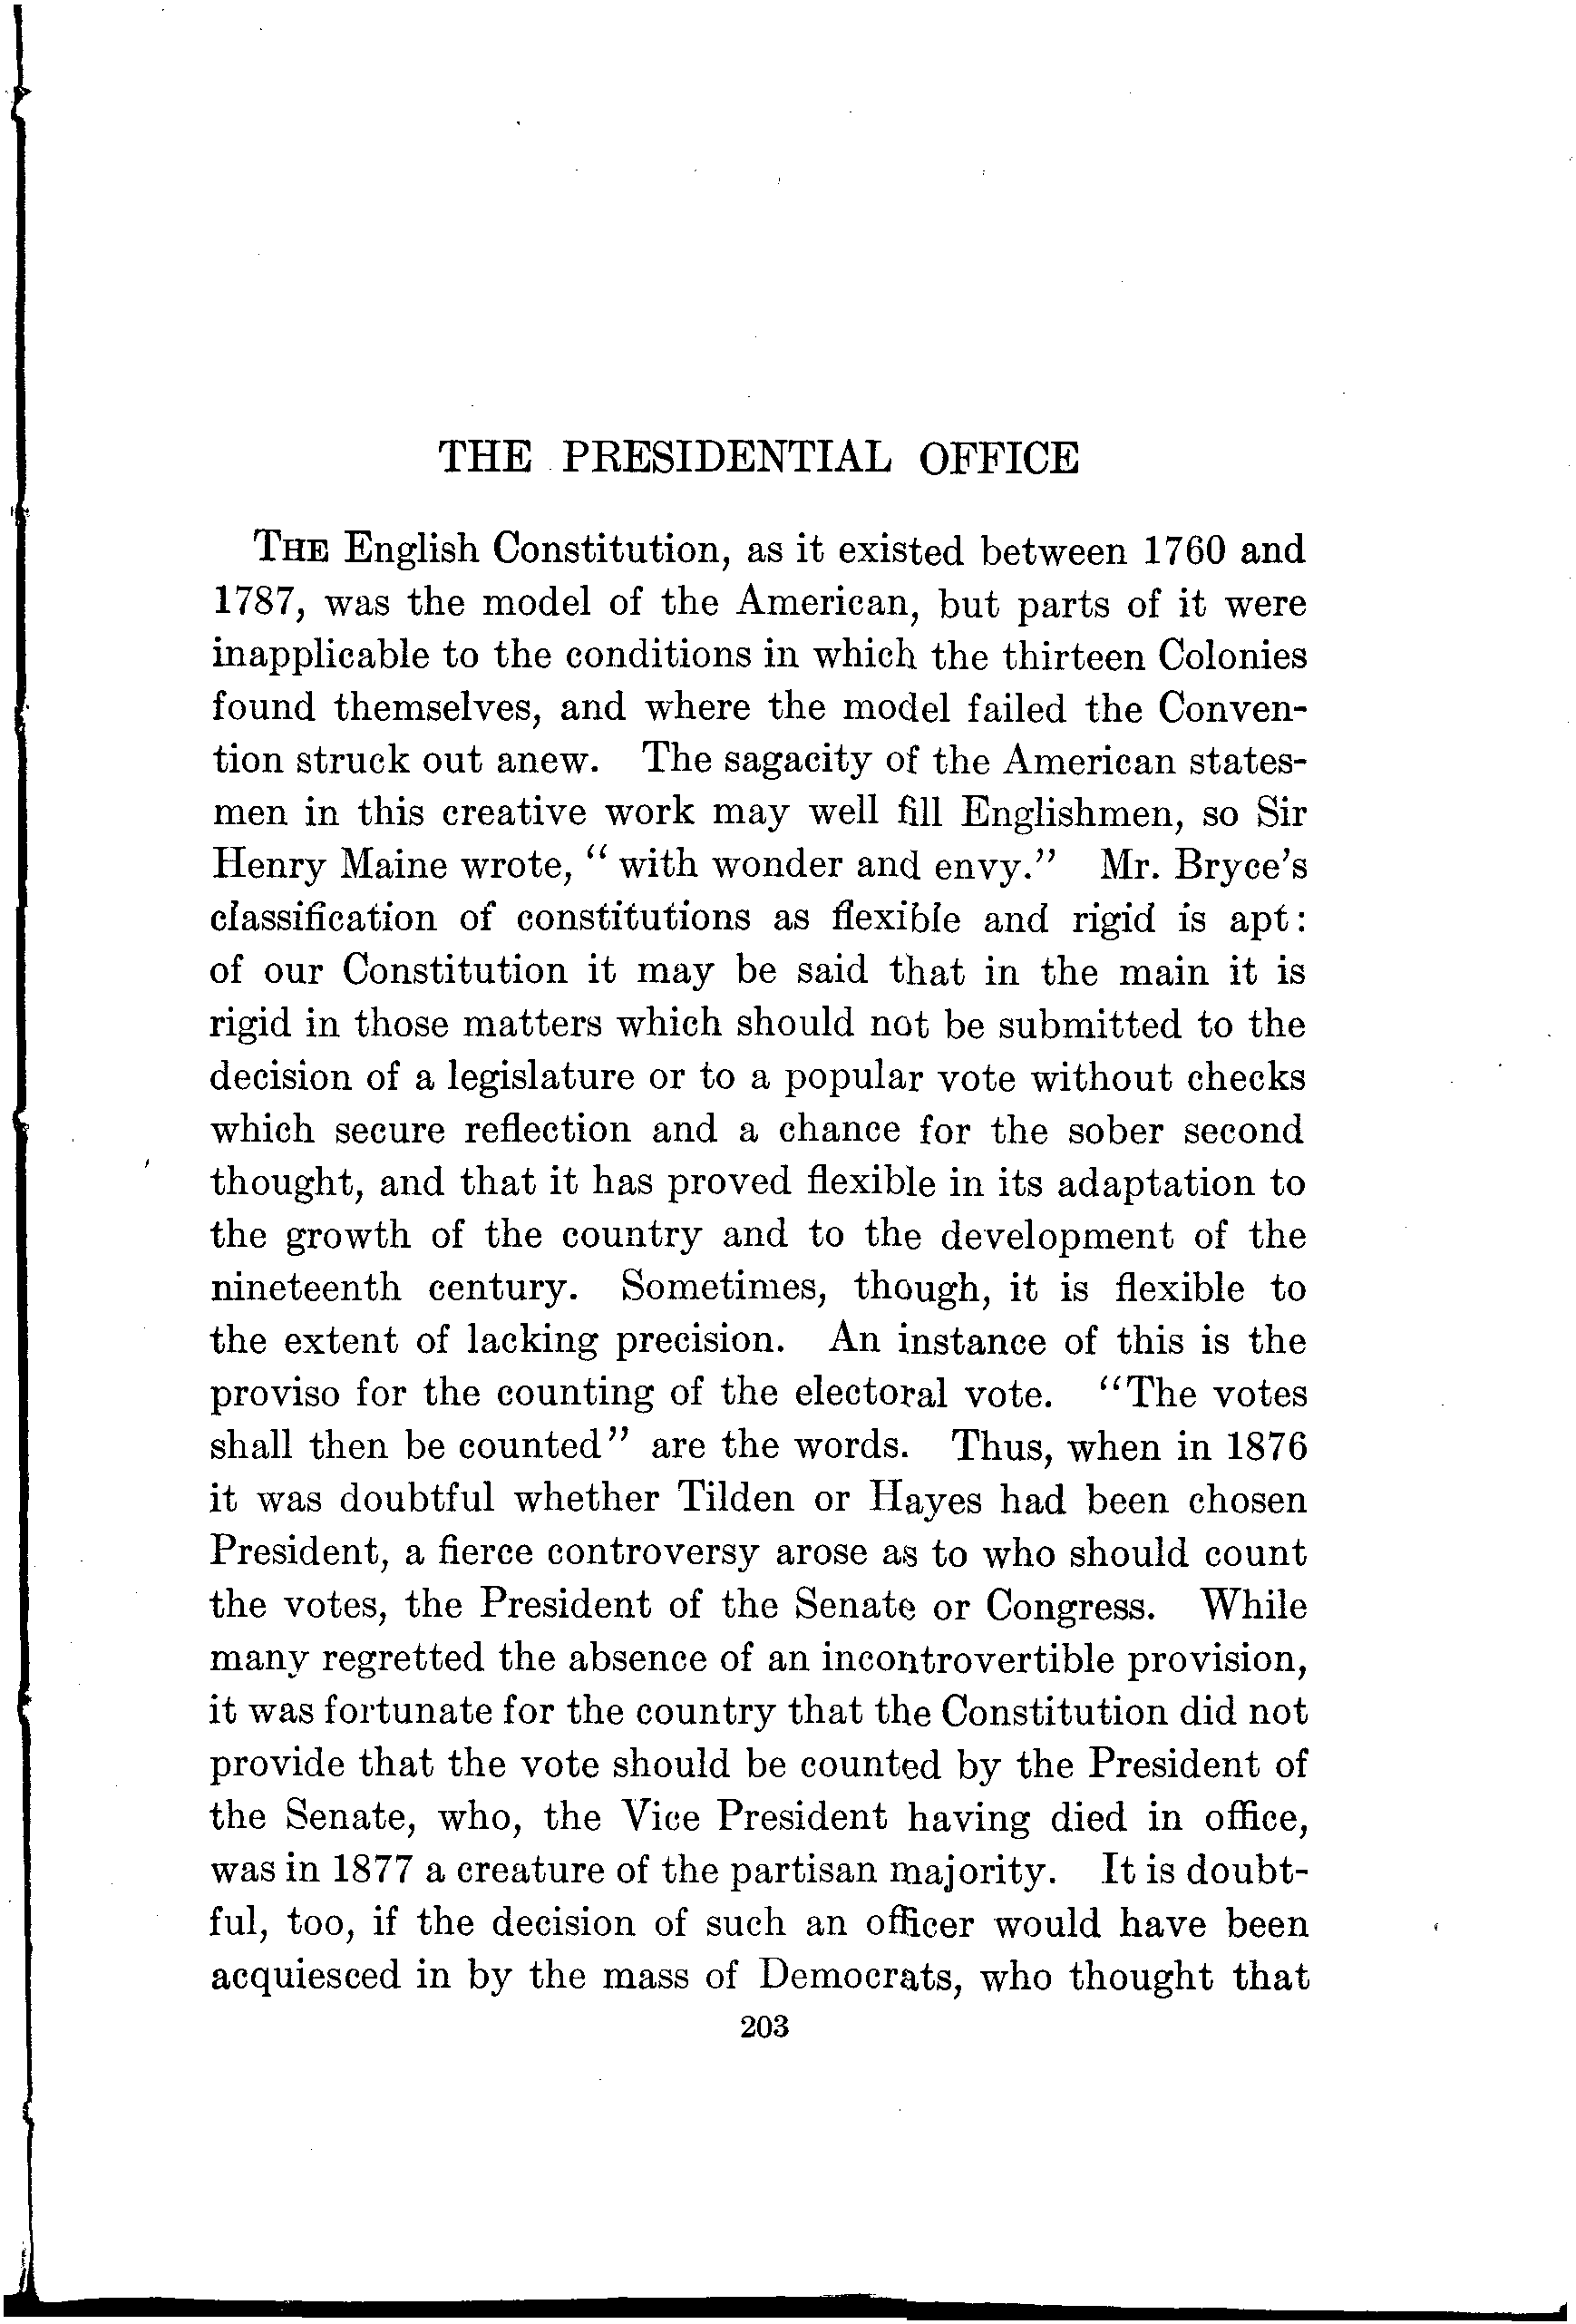 THE PRESIDENTIAL OFFICE
THE English Constitution, as it existed between 1760 and
1787, was the model of the American, but parts of it were
inapplicable to the conditions in which the thirteen Colonies
found themselves, and where the model failed the Conven-
tion struck out anew. The sagacity of the American states-
men in this creative work may well fill Englishmen, so Sir
Henry Maine wrote, “with wonder and envy.” Mr. Bryce’s
classification of constitutions as flexible and rigid is apt:
of our Constitution it may be said that in the main it is
rigid in those matters which should not be submitted to the
decision of a legislature or to a popular vote without checks
which secure reflection and a chance for the sober second
thought, and that it has proved flexible in its adaptation to
the growth of the country and to the development of the
nineteenth century. Sometimes, though, it is flexible to
the extent of lacking precision. An instance of this is the
proviso for the counting of the electoral vote. “The votes
shall then be counted” are the words. Thus, when in 1876
it was doubtful whether Tilden or Hayes had been chosen
President, a fierce controversy arose as to who should count
the votes, the President of the Senate or Congress. While
many regretted the absence of an incontrovertible provision,
it was fortunate for the country that the Constitution did not
provide that the vote should be counted by the President of
the Senate, who, the Vice President having died in office,
was in 1877 a creature of the partisan majority. It is doubt-
ful, too, if the decision of such an officer would have been
acquiesced in by the mass of Democrats, who thought that
203